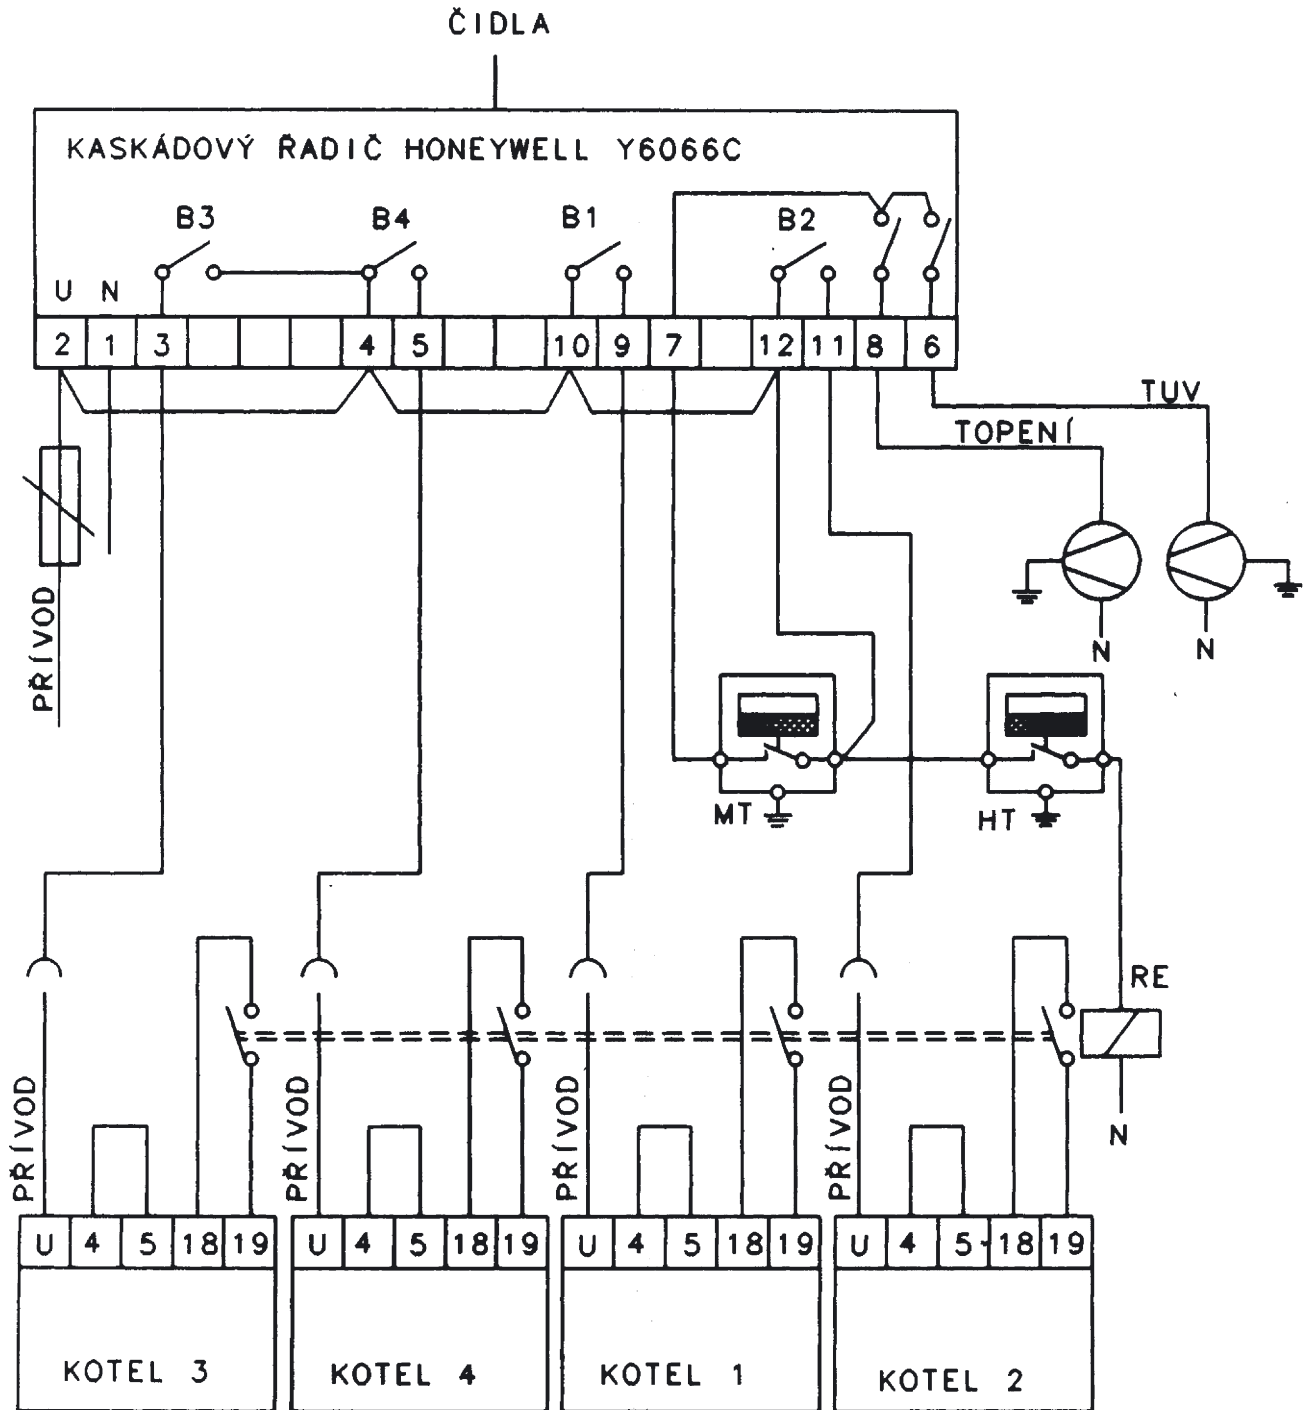 ČIDLA
KASKÁDOVÝ ŘADIČ HONEYWELL Y6066C
B3 B4 B1 B2
U N
2 1 3 4 5 10 9 7 12 11 8 6
TUV
TOPENÍ
PŘÍVOD
N N
MT HT
RE
PŘÍVOD PŘÍVOD PŘÍVOD PŘÍVOD
N
U 4 5 18 19 U 4 5 18 19 U 4 5 18 19 U 4 5 18 19
KOTEL 3 KOTEL 4 KOTEL 1 KOTEL 2